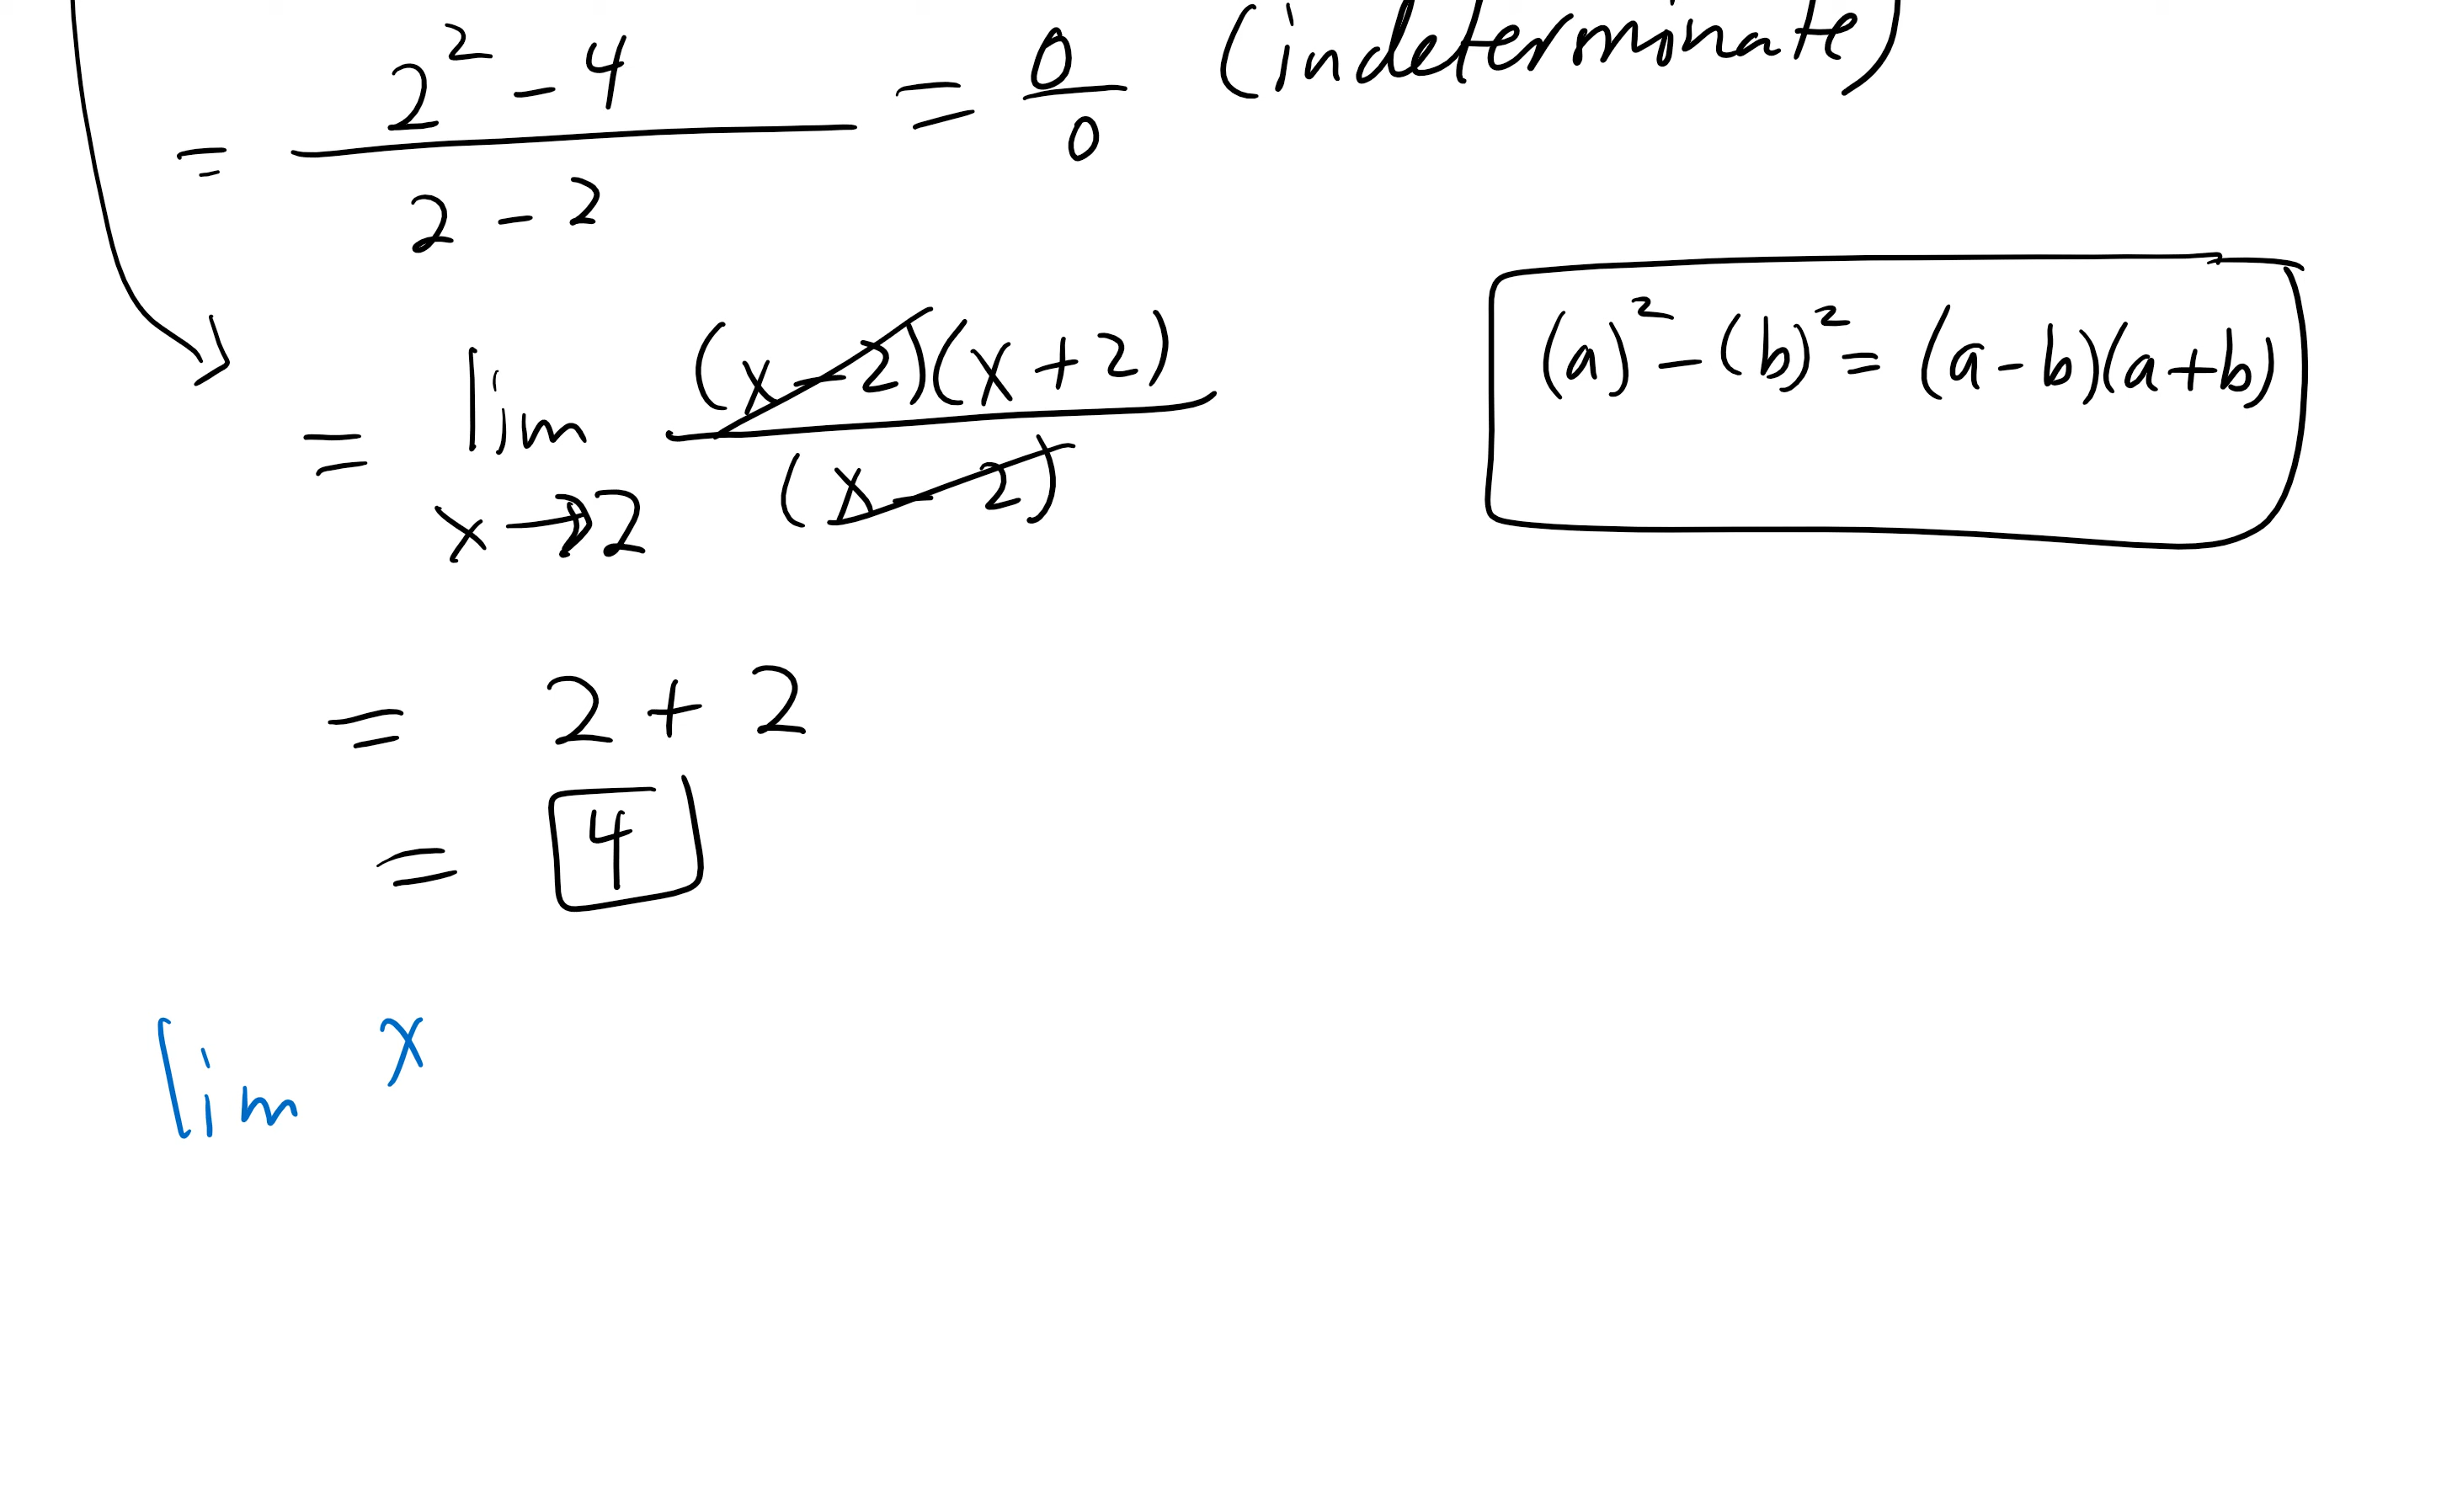 = (2² - 4) / (2 - 2) = 0/0 (indeterminate)
= lim x→2 (x - 2)(x + 2) / (x - 2)
(a)² - (b)² = (a - b)(a + b)
= 2 + 2
= 4
lim x